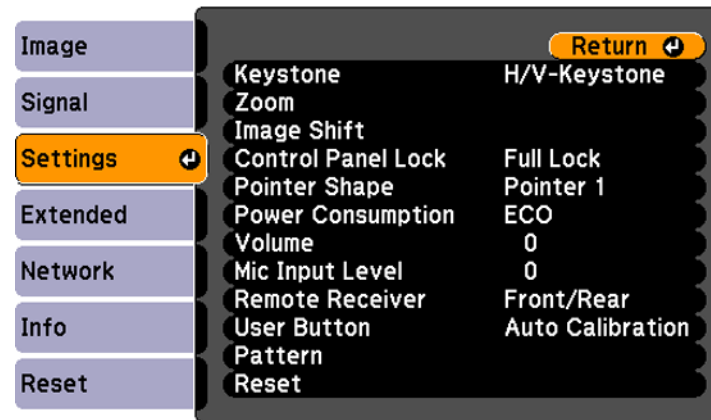 Image
Signal
Settings
Extended
Network
Info
Reset
Return
Keystone H/V-Keystone
Zoom
Image Shift
Control Panel Lock Full Lock
Pointer Shape Pointer 1
Power Consumption ECO
Volume 0
Mic Input Level 0
Remote Receiver Front/Rear
User Button Auto Calibration
Pattern
Reset